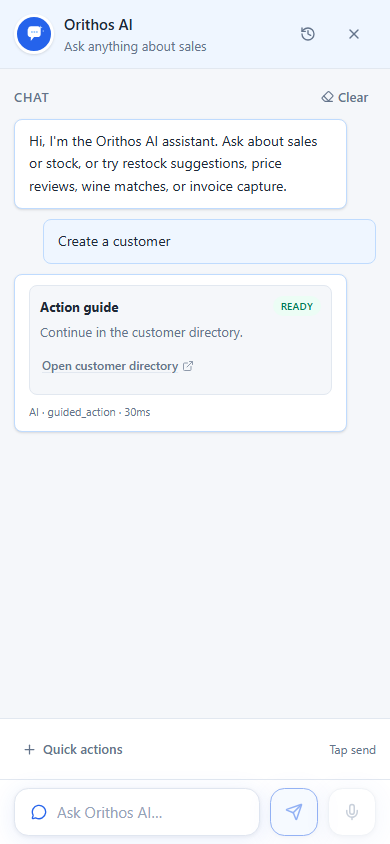 Orithos AI
Ask anything about sales
CHAT
Clear
Hi, I'm the Orithos AI assistant. Ask about sales
or stock, or try restock suggestions, price
reviews, wine matches, or invoice capture.
Create a customer
Action guide
READY
Continue in the customer directory.
Open customer directory
AI · guided_action · 30ms
Quick actions
Tap send
Ask Orithos AI...